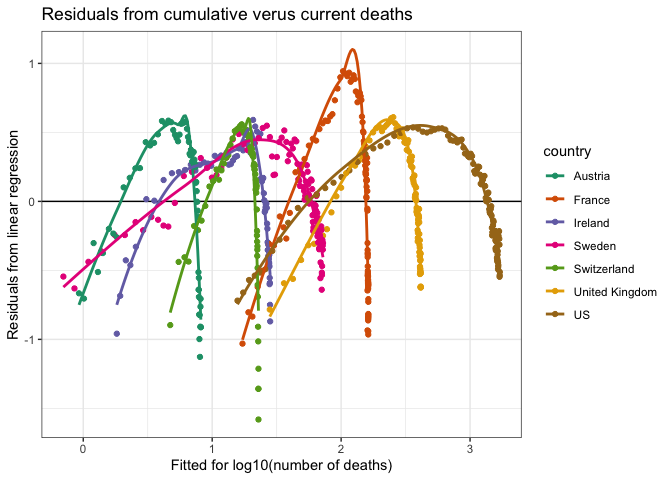 Residuals from cumulative verus current deaths
Residuals from linear regression
1
0
-1
0
1
2
3
Fitted for log10(number of deaths)
country
Austria
France
Ireland
Sweden
Switzerland
United Kingdom
US